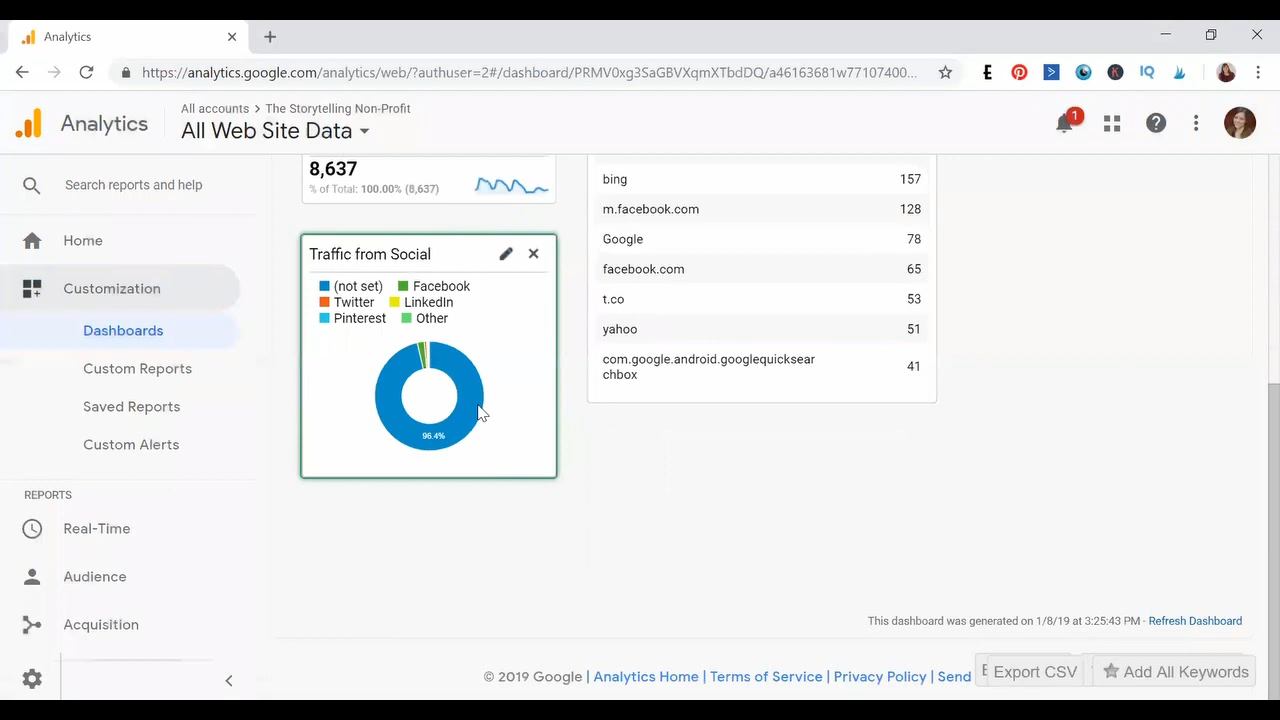 Analytics
https://analytics.google.com/analytics/web/?authuser=2#/dashboard/PRMV0xg3SaGBVXqmXTbdDQ/a46163681w77107400...
E
K
IQ
Analytics
All accounts > The Storytelling Non-Profit
All Web Site Data
1
Search reports and help
Home
Customization
Dashboards
Custom Reports
Saved Reports
Custom Alerts
REPORTS
Real-Time
Audience
Acquisition
8,637
% of Total: 100.00% (8,637)
Traffic from Social
(not set) Facebook
Twitter LinkedIn
Pinterest Other
96.4%
bing 157
m.facebook.com 128
Google 78
facebook.com 65
t.co 53
yahoo 51
com.google.android.googlequicksear
chbox 41
This dashboard was generated on 1/8/19 at 3:25:43 PM - Refresh Dashboard
© 2019 Google | Analytics Home | Terms of Service | Privacy Policy | Send
Export CSV
Add All Keywords